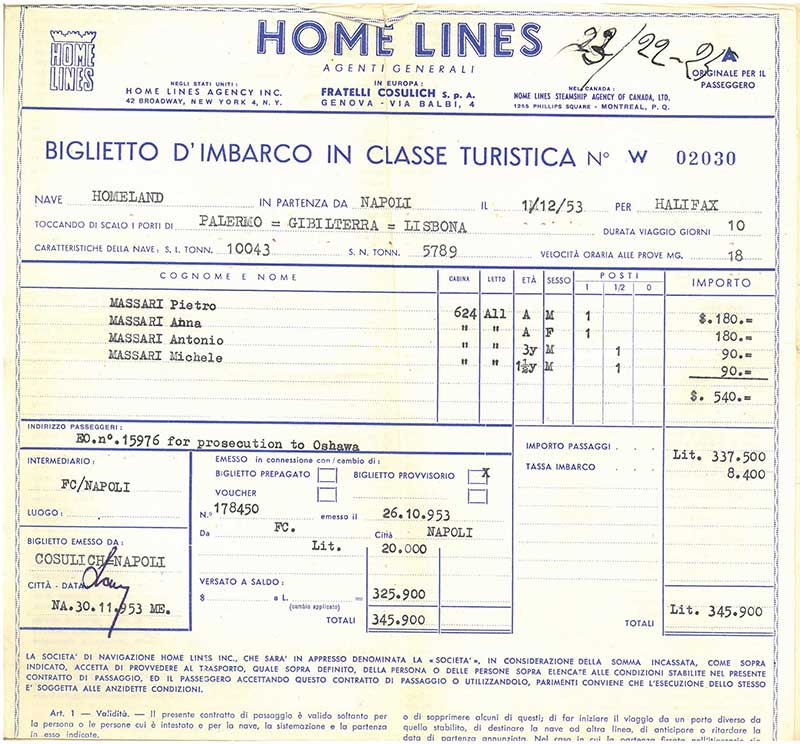 HOME LINES
HOME LINES
AGENTI GENERALI
22/22-23
A
ORIGINALE PER IL PASSEGGERO
NEGLI STATI UNITI:
HOME LINES AGENCY INC.
42 BROADWAY, NEW YORK 4, N. Y.
IN EUROPA:
FRATELLI COSULICH S. p. A.
GENOVA - VIA BALBI, 4
NEL CANADA:
HOME LINES STEAMSHIP AGENCY OF CANADA, LTD.
1255 PHILLIPS SQUARE - MONTREAL, P. Q.
BIGLIETTO D'IMBARCO IN CLASSE TURISTICA N° W 02030
NAVE HOMELAND IN PARTENZA DA NAPOLI IL 1/12/53 PER HALIFAX
TOCCANDO DI SCALO I PORTI DI PALERMO = GIBILTERRA = LISBONA DURATA VIAGGIO GIORNI 10
CARATTERISTICHE DELLA NAVE: S. L. TONN. 10043 S. N. TONN. 5789 VELOCITÀ ORARIA ALLE PROVE MG. 18
COGNOME E NOME CABINA LETTO ETÀ SESSO POSTI 1 1/2 0 IMPORTO
MASSARI Pietro 624 All A M 1 $.180.=
MASSARI Anna " " A F 1 180.=
MASSARI Antonio " " 3y M 1 90.=
MASSARI Michele " " 1½y M 1 90.=
$. 540.=
INDIRIZZO PASSEGGERI:
EO.n°.15976 for prosecution to Oshawa
IMPORTO PASSAGGI . . . Lit. 337.500
TASSA IMBARCO . . . 8.400
INTERMEDIARIO:
FC/NAPOLI
LUOGO:
EMESSO in connessione con/cambio di:
BIGLIETTO PREPAGATO BIGLIETTO PROVVISORIO X
VOUCHER
N.° 178450 emesso il 26.10.953
Da FC. Città NAPOLI
Lit. 20.000
BIGLIETTO EMESSO DA:
COSULICH=NAPOLI
CITTÀ - DATA
NA.30.11.953 ME.
VERSATO A SALDO:
$ a L. = 325.900
(cambio applicato)
TOTALI 345.900
TOTALI Lit. 345.900
LA SOCIETA' DI NAVIGAZIONE HOME LINES INC., CHE SARA' IN APPRESSO DENOMINATA LA «SOCIETA'», IN CONSIDERAZIONE DELLA SOMMA INCASSATA, COME SOPRA
INDICATO, ACCETTA DI PROVVEDERE AL TRASPORTO, QUALE SOPRA DEFINITO, DELLA PERSONA O DELLE PERSONE SOPRA ELENCATE ALLE CONDIZIONI STABILITE NEL PRESENTE
CONTRATTO DI PASSAGGIO, ED IL PASSEGGERO ACCETTANDO QUESTO CONTRATTO DI PASSAGGIO O UTILIZZANDOLO, PARIMENTI CONVIENE CHE L'ESECUZIONE DELLO STESSO
E' SOGGETTA ALLE ANZIDETTE CONDIZIONI.
Art. 1 — Validità. — Il presente contratto di passaggio è valido soltanto
per la persona o le persone cui è intestato e per la nave, la sistemazione e la partenza
in esso indicate.
o di sopprimere alcuni di questi; di far iniziare il viaggio da un porto diverso da
quello stabilito, di destinare la nave ad altra linea, di anticipare o ritardare la
data di partenza annunziata. Nel caso in cui la partenza